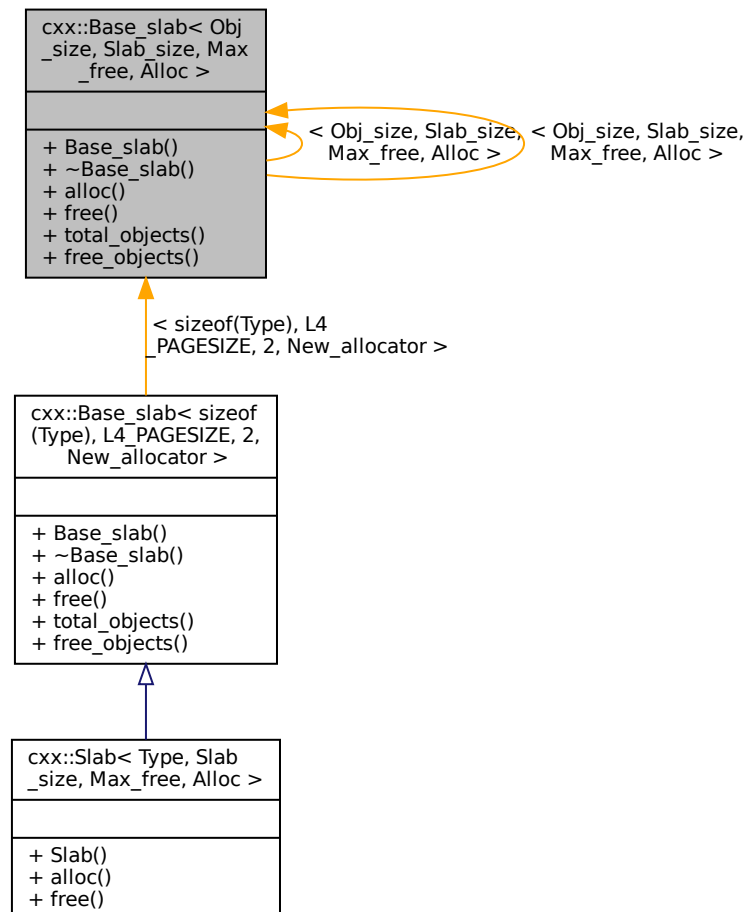 cxx::Base_slab< Obj
_size, Slab_size, Max
_free, Alloc >
+ Base_slab()
+ ~Base_slab()
+ alloc()
+ free()
+ total_objects()
+ free_objects()
< Obj_size, Slab_size,
Max_free, Alloc >
< Obj_size, Slab_size,
Max_free, Alloc >
< sizeof(Type), L4
_PAGESIZE, 2, New_allocator >
cxx::Base_slab< sizeof
(Type), L4_PAGESIZE, 2,
New_allocator >
+ Base_slab()
+ ~Base_slab()
+ alloc()
+ free()
+ total_objects()
+ free_objects()
cxx::Slab< Type, Slab
_size, Max_free, Alloc >
+ Slab()
+ alloc()
+ free()